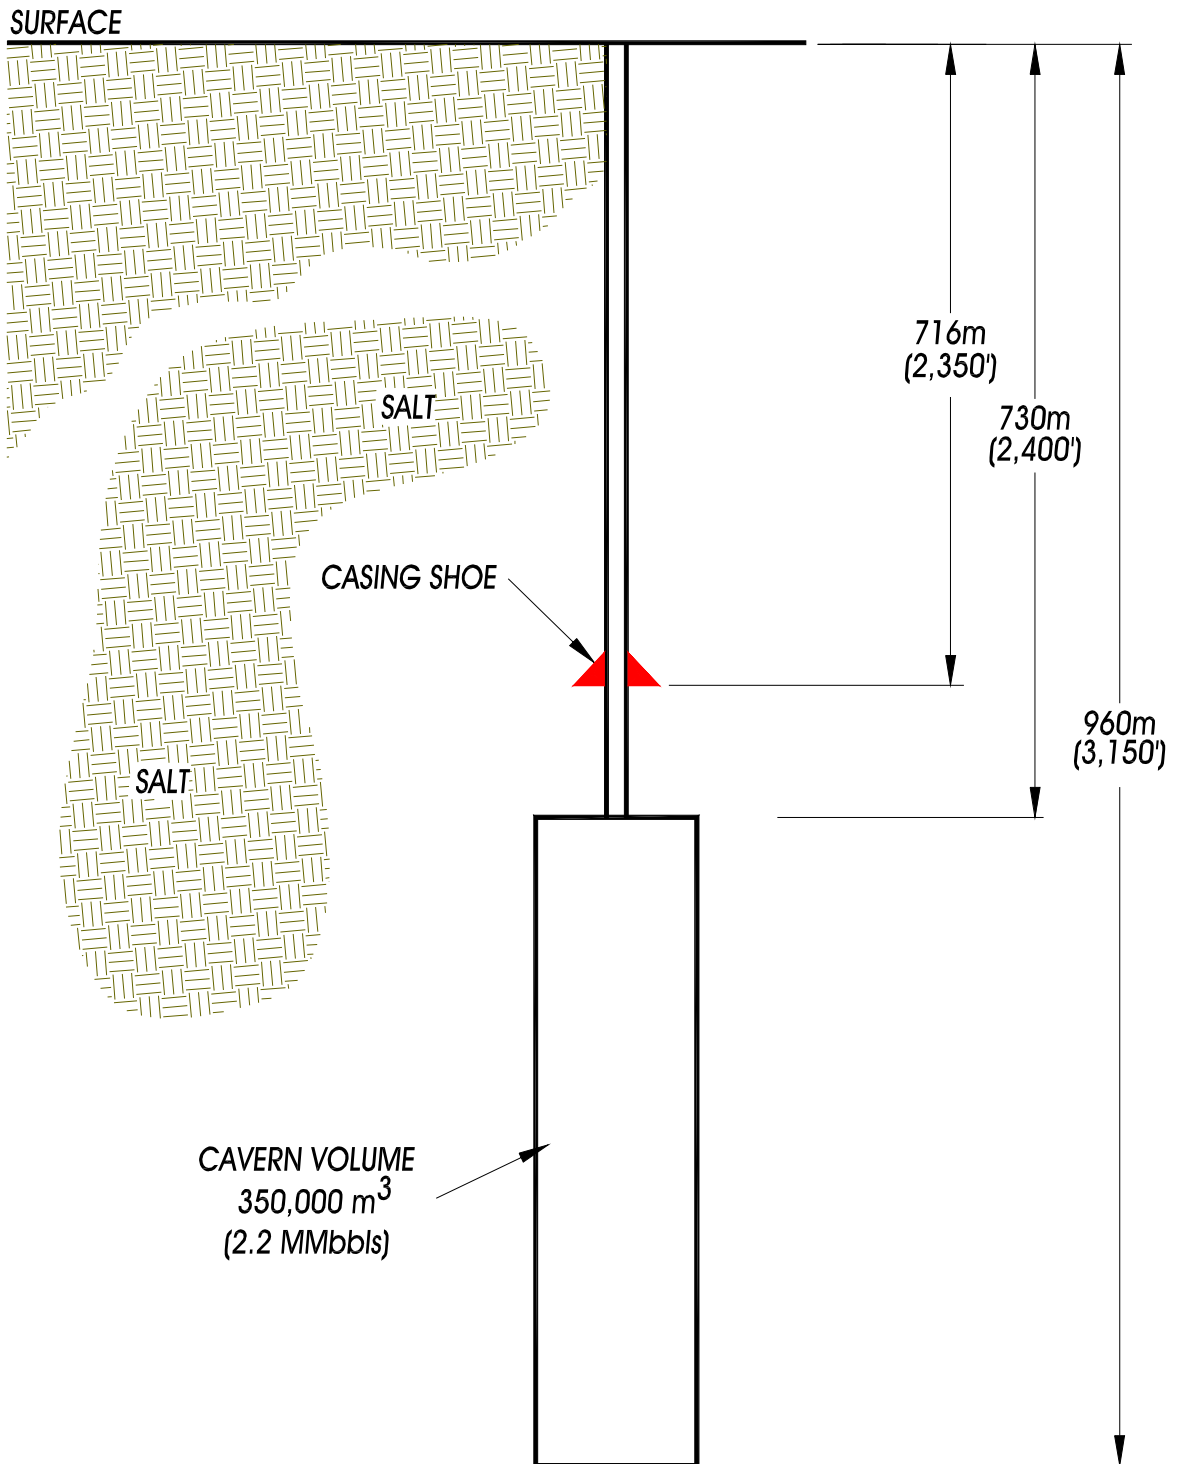 SURFACE
716m
(2,350')
SALT
730m
(2,400')
CASING SHOE
960m
(3,150')
SALT
CAVERN VOLUME
350,000 m³
(2.2 MMbbls)